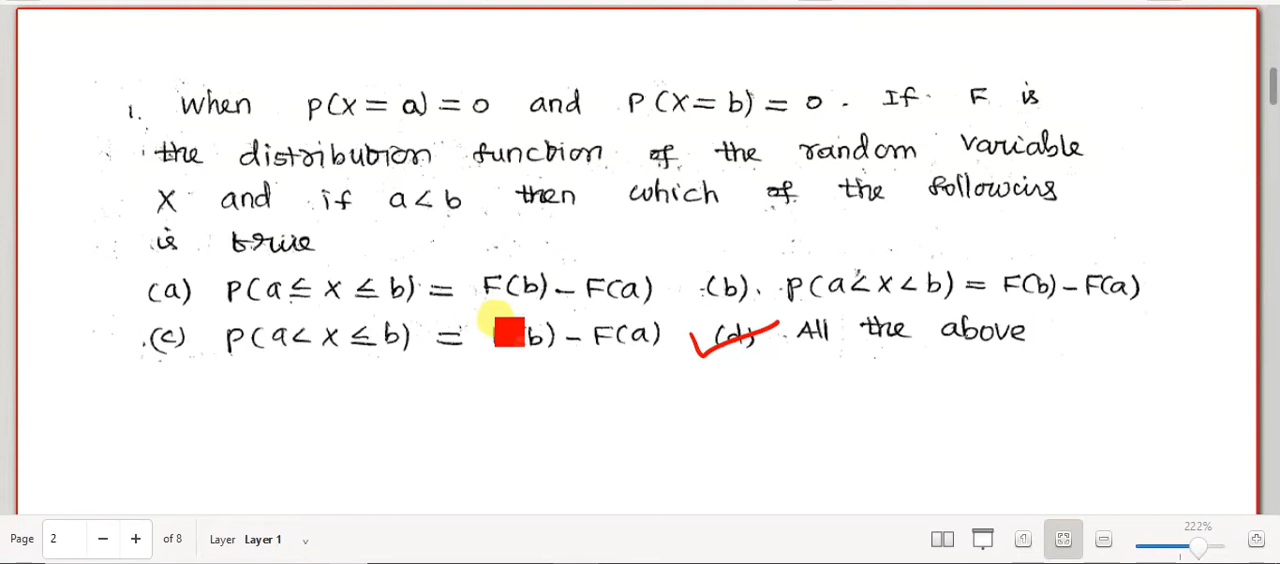 1. When P(X = a) = 0 and P(X = b) = 0. If F is
the distribution function of the random variable
X and if a < b then which of the following
is true
(a) P(a ≤ X ≤ b) = F(b) – F(a) (b). P(a < X < b) = F(b) – F(a)
(c) P(a < X ≤ b) = (b) – F(a) (d). All the above
Page 2 – + of 8 Layer Layer 1 222%